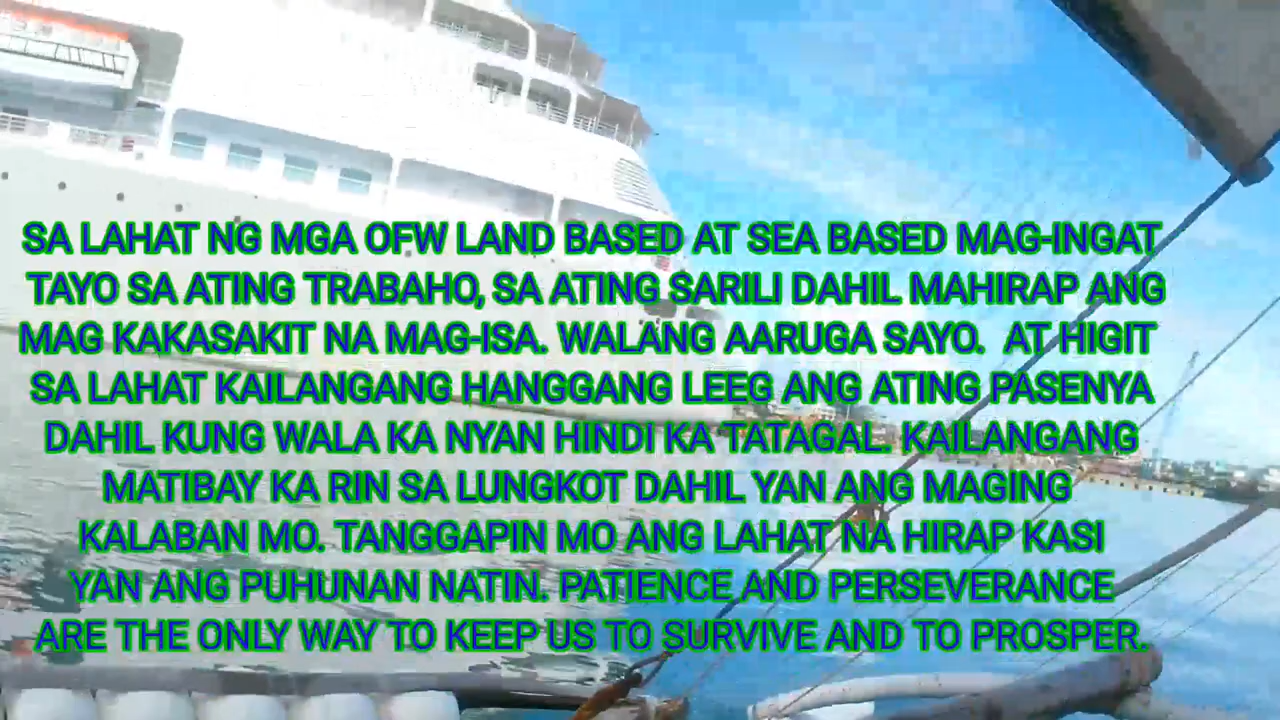 SA LAHAT NG MGA OFW LAND BASED AT SEA BASED MAG-INGAT
TAYO SA ATING TRABAHO, SA ATING SARILI DAHIL MAHIRAP ANG
MAG KAKASAKIT NA MAG-ISA. WALANG AARUGA SAYO. AT HIGIT
SA LAHAT KAILANGANG HANGGANG LEEG ANG ATING PASENYA
DAHIL KUNG WALA KA NYAN HINDI KA TATAGAL. KAILANGANG
MATIBAY KA RIN SA LUNGKOT DAHIL YAN ANG MAGING
KALABAN MO. TANGGAPIN MO ANG LAHAT NA HIRAP KASI
YAN ANG PUHUNAN NATIN. PATIENCE AND PERSEVERANCE
ARE THE ONLY WAY TO KEEP US TO SURVIVE AND TO PROSPER.